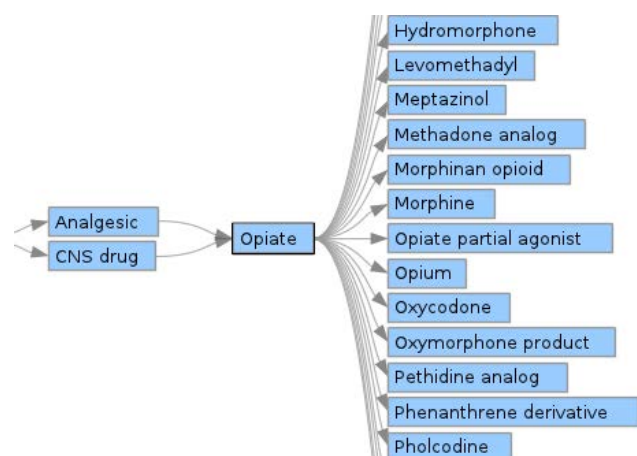 Analgesic
CNS drug
Opiate
Hydromorphone
Levomethadyl
Meptazinol
Methadone analog
Morphinan opioid
Morphine
Opiate partial agonist
Opium
Oxycodone
Oxymorphone product
Pethidine analog
Phenanthrene derivative
Pholcodine